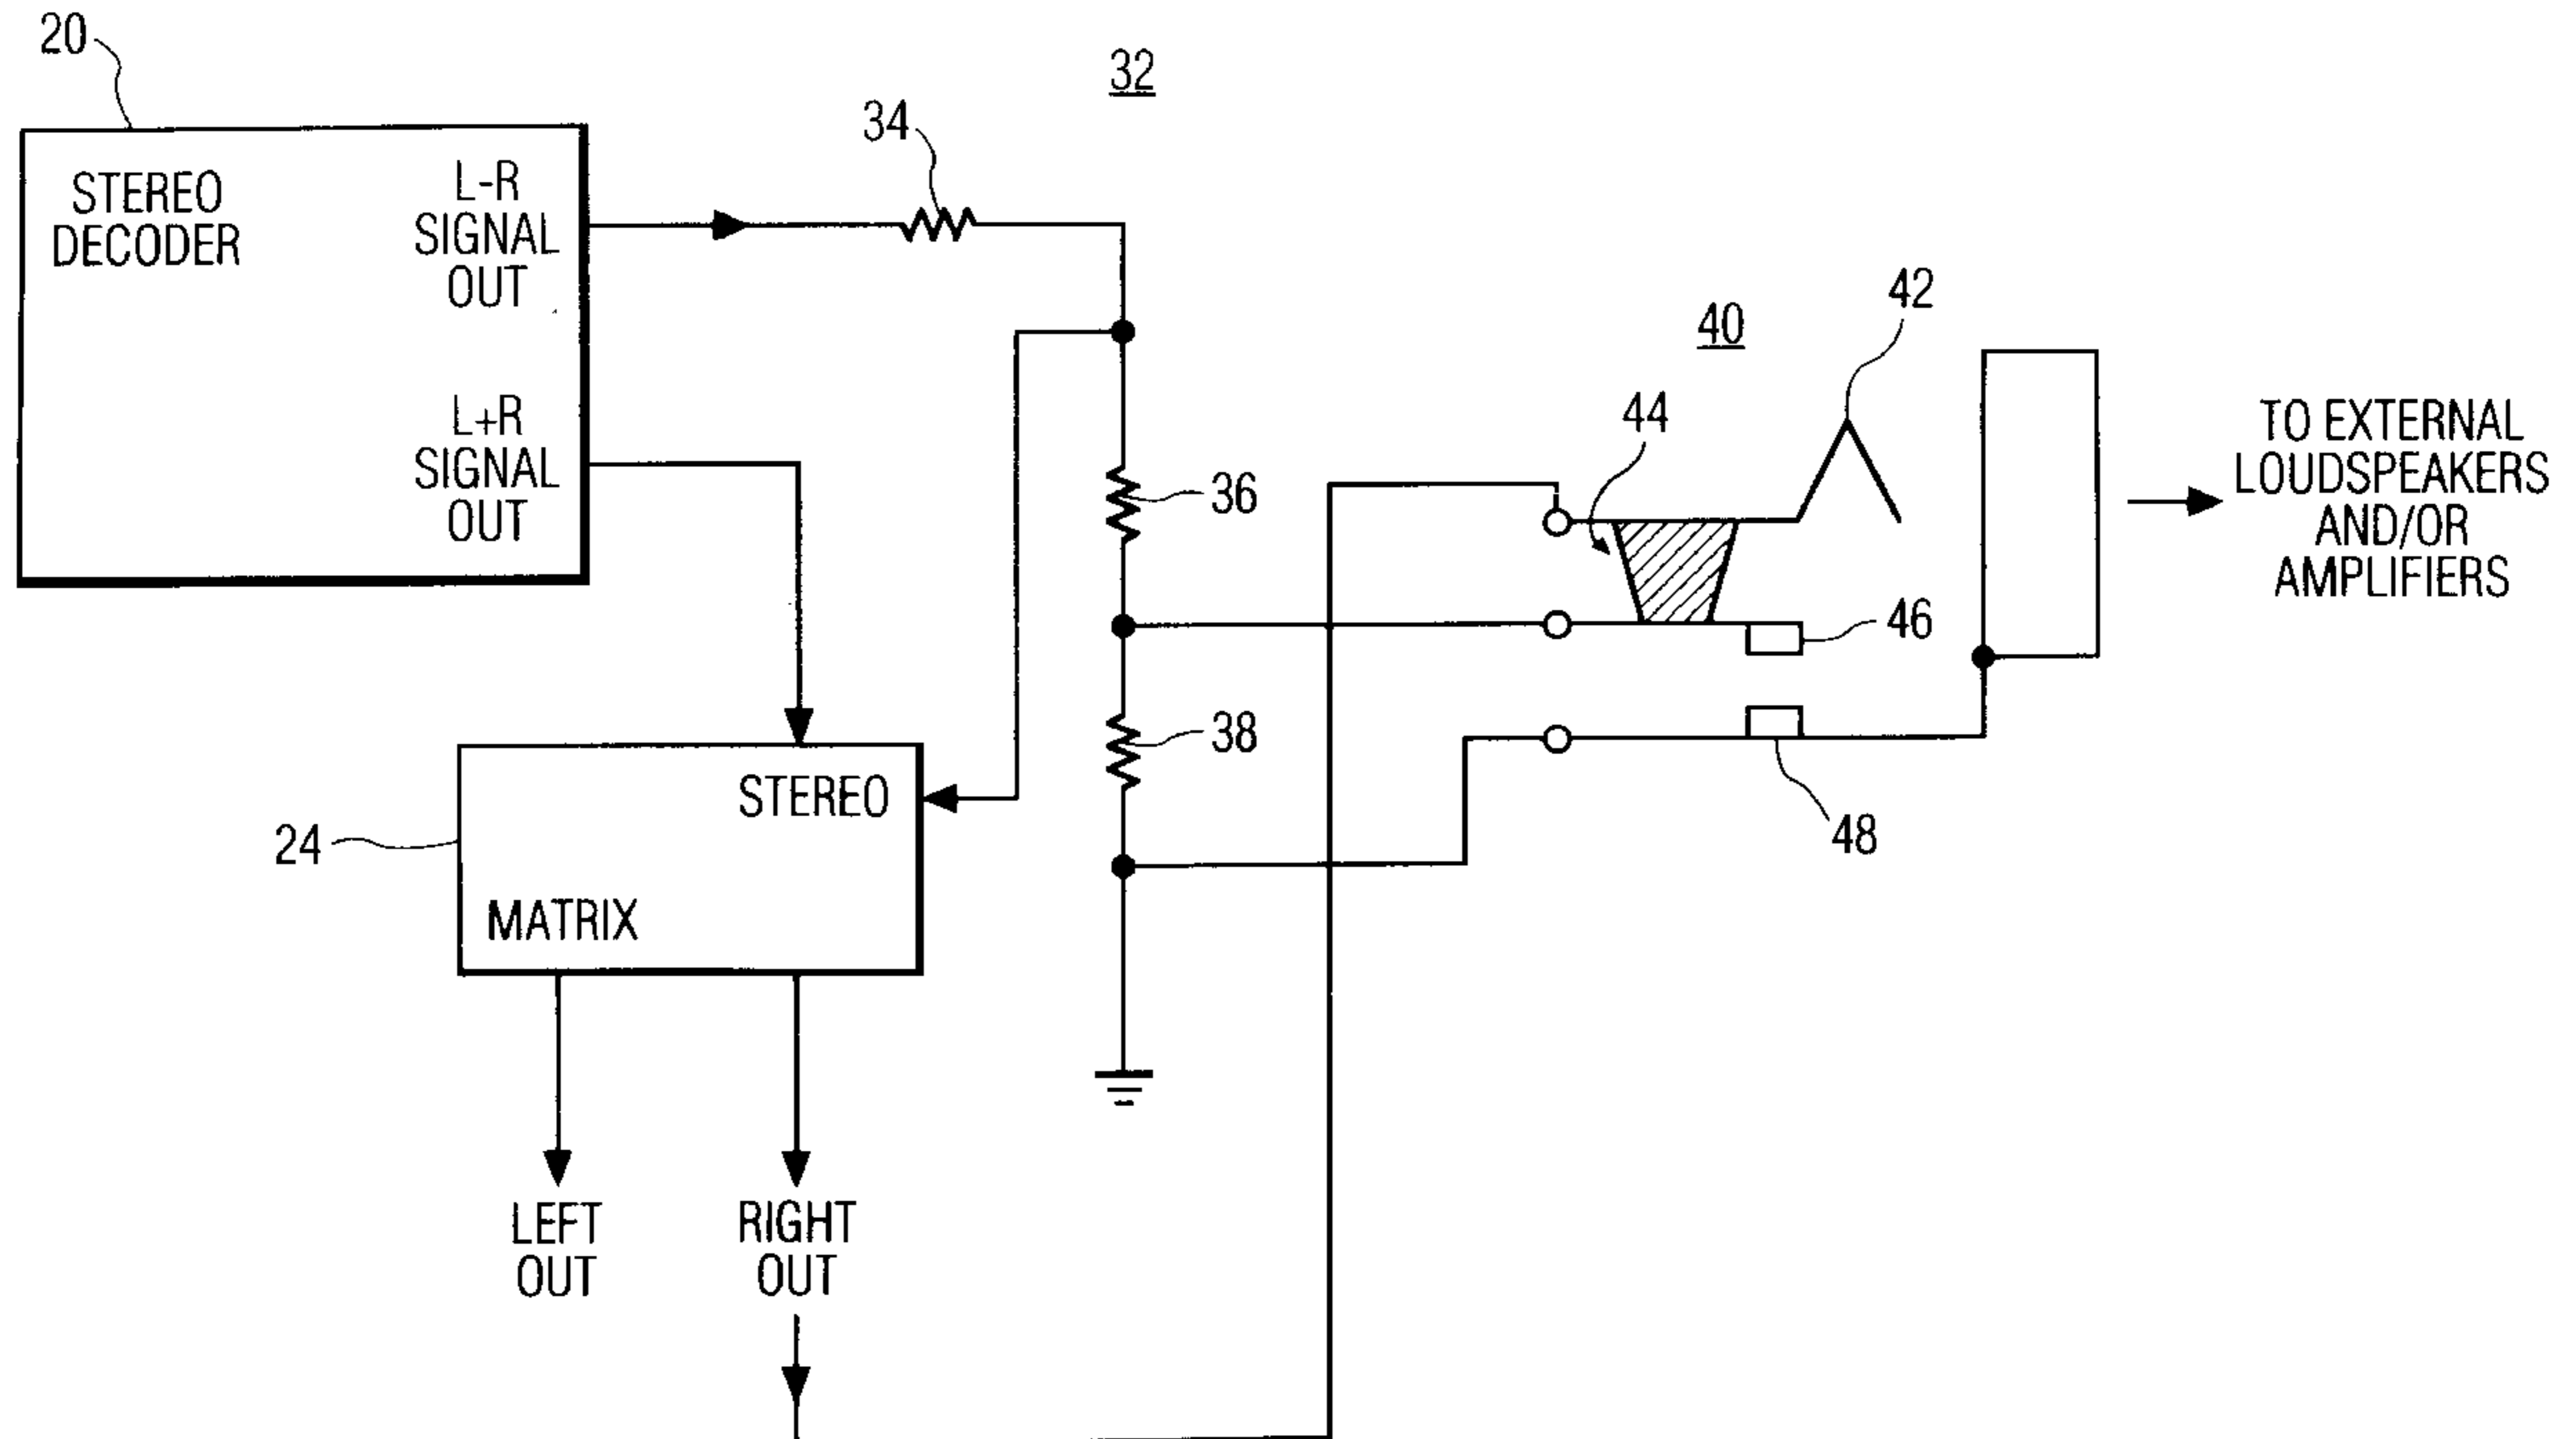 20
32
34
STEREO
DECODER
L-R
SIGNAL
OUT
L+R
SIGNAL
OUT
42
40
44
TO EXTERNAL
LOUDSPEAKERS
AND/OR
AMPLIFIERS
36
46
38
48
STEREO
24
MATRIX
LEFT
OUT
RIGHT
OUT